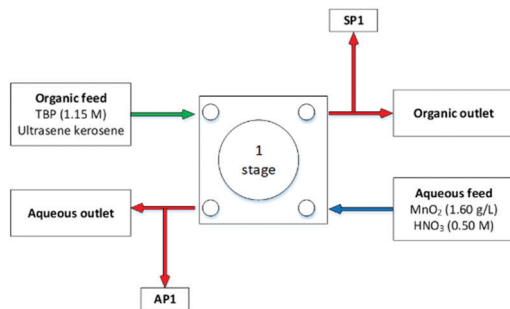 SP1
Organic feed
TBP (1.15 M)
Ultrasene kerosene
Organic outlet
1
stage
Aqueous outlet
Aqueous feed
MnO₂ (1.60 g/L)
HNO₃ (0.50 M)
AP1